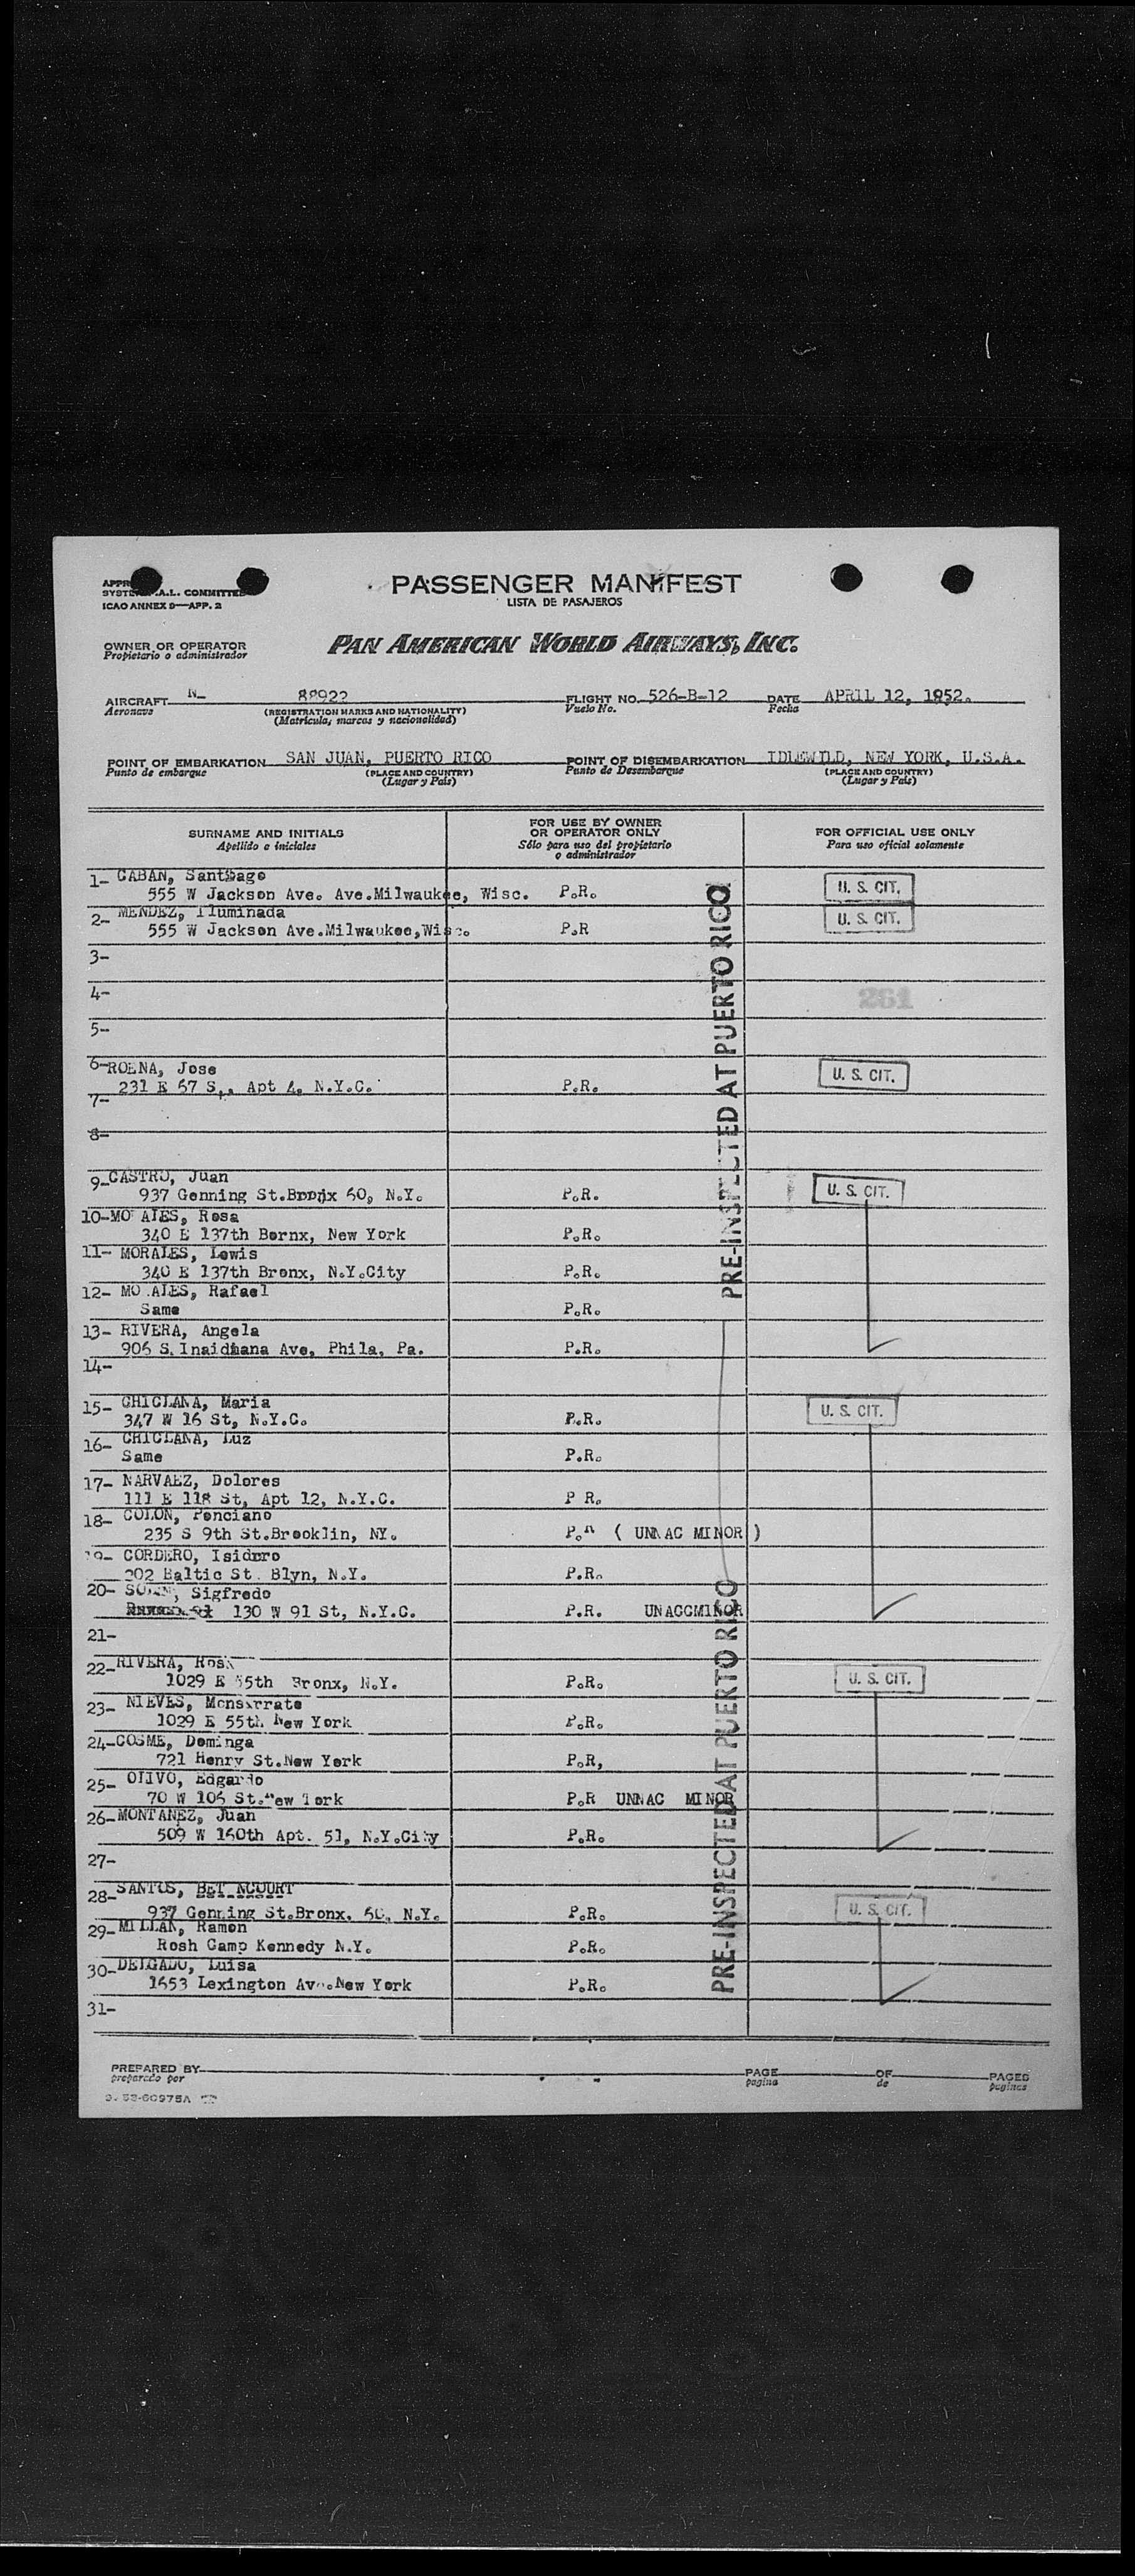 PASSENGER MANIFEST
LISTA DE PASAJEROS
A.L. COMMITTEE
ICAO ANNEX 9—APP. 2
OWNER OR OPERATOR
Propietario o administrador
PAN AMERICAN WORLD AIRWAYS, INC.
AIRCRAFT N- 88922 FLIGHT NO. 526-B-12 DATE APRIL 12, 1952.
Aeronave (REGISTRATION MARKS AND NATIONALITY) Vuelo No. Fecha
(Matricula, marcas y nacionalidad)
POINT OF EMBARKATION SAN JUAN, PUERTO RICO POINT OF DISEMBARKATION IDLEWILD, NEW YORK, U.S.A.
Punto de embarque (PLACE AND COUNTRY) Punto de Desembarque (PLACE AND COUNTRY)
(Lugar y País) (Lugar y País)
SURNAME AND INITIALS
Apellido e iniciales
FOR USE BY OWNER
OR OPERATOR ONLY
Sólo para uso del propietario
o administrador
FOR OFFICIAL USE ONLY
Para uso oficial solamente
1- CABAN, Santbago
555 W Jackson Ave. Ave.Milwaukee, Wisc. P.R. U. S. CIT.
2- MENDEZ, Iluminada
555 W Jackson Ave.Milwaukee,Wisc. P.R U. S. CIT.
3-
4- 261
5-
6-ROENA, Jose
231 E 67 S,, Apt 4, N.Y.C. P.R. U. S. CIT.
7-
8-
9-CASTRO, Juan
937 Genning St. 60, N.Y. P.R. U. S. CIT.
10-MO AIES, Rosa
340 E 137th Bornx, New York P.R.
11- MORALES, Lewis
340 E 137th Bronx, N.Y.City P.R.
12- MO.AIES, Rafael
Same P.R.
13- RIVERA, Angela
906 S. Ave, Phila, Pa. P.R.
14-
15- CHICLANA, Maria
347 W 16 St, N.Y.C. P.R. U. S. CIT.
16- CHICLANA, Luz
Same P.R.
17- NARVAEZ, Dolores
111 E 118 St, Apt 12, N.Y.C. P R.
18- COLON, Ponciano
235 S 9th St.Brooklin, NY. ( UNNAC MINOR )
19- CORDERO, Isidrro
202 Baltic St. Blyn, N.Y. P.R.
20- Sigfredo
130 W 91 St, N.Y.C. P.R. UNACCMINOR
21-
22-RIVERA, Rosa
1029 E 55th Bronx, N.Y. P.R. U. S. CIT.
23- NIEVES, Monserrate
1029 E 55th New York P.R.
24-COSME, Dominga
721 Henry St.New York P.R,
25- OLIVO, Edgardo
70 W 106 St.New York P.R UNNAC MINOR
26-MONTANEZ, Juan
509 W 160th Apt. 51, N.Y.City P.R.
27-
28-SANTOS, BETANCOURT
937 Genning St.Bronx. 60, N.Y. P.R. U. S. CIT.
29-MILLAN, Ramon
Rosh Camp Kennedy N.Y. P.R.
30-DELGADO, Luisa
1653 Lexington Ave.New York P.R.
31-
PRE-INSPECTED AT PUERTO RICO
PRE-INSPECTED AT PUERTO RICO
PREPARED BY PAGE OF PAGES
preparado por pagina de paginas